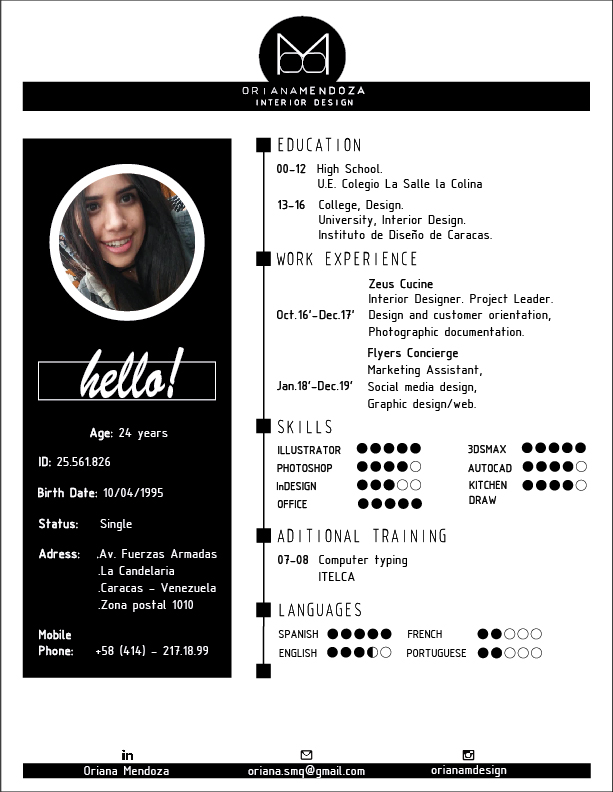 ORIANAMENDOZA
INTERIOR DESIGN
hello!
Age: 24 years
ID: 25.561.826
Birth Date: 10/04/1995
Status: Single
Adress: .Av. Fuerzas Armadas
.La Candelaria
.Caracas - Venezuela
.Zona postal 1010
Mobile
Phone: +58 (414) - 217.18.99
EDUCATION
00-12 High School.
U.E. Colegio La Salle la Colina
13-16 College, Design.
University, Interior Design.
Instituto de Diseño de Caracas.
WORK EXPERIENCE
Zeus Cucine
Interior Designer. Project Leader.
Oct.16'-Dec.17' Design and customer orientation,
Photographic documentation.
Flyers Concierge
Marketing Assistant,
Jan.18'-Dec.19' Social media design,
Graphic design/web.
SKILLS
ILLUSTRATOR 3DSMAX
PHOTOSHOP AUTOCAD
InDESIGN KITCHEN
OFFICE DRAW
ADITIONAL TRAINING
07-08 Computer typing
ITELCA
LANGUAGES
SPANISH FRENCH
ENGLISH PORTUGUESE
in
Oriana Mendoza oriana.smq@gmail.com orianamdesign